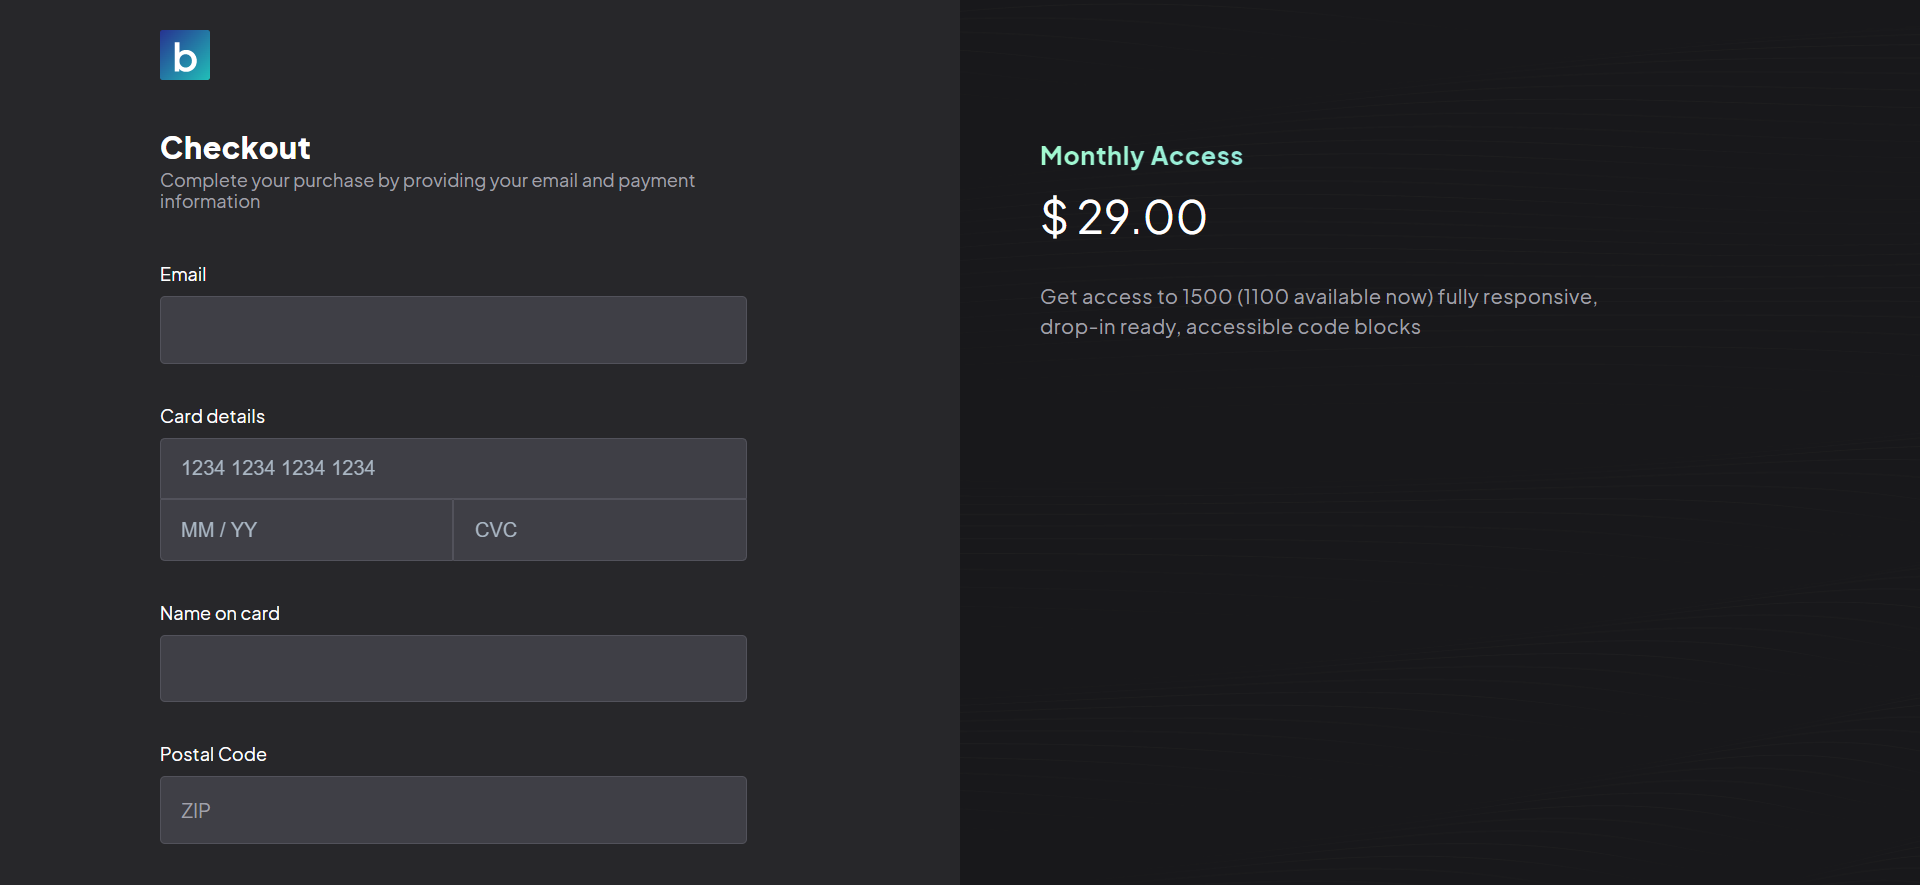 b
Checkout
Complete your purchase by providing your email and payment
information
Email
Card details
1234 1234 1234 1234
MM / YY
CVC
Name on card
Postal Code
ZIP
Monthly Access
$ 29.00
Get access to 1500 (1100 available now) fully responsive,
drop-in ready, accessible code blocks